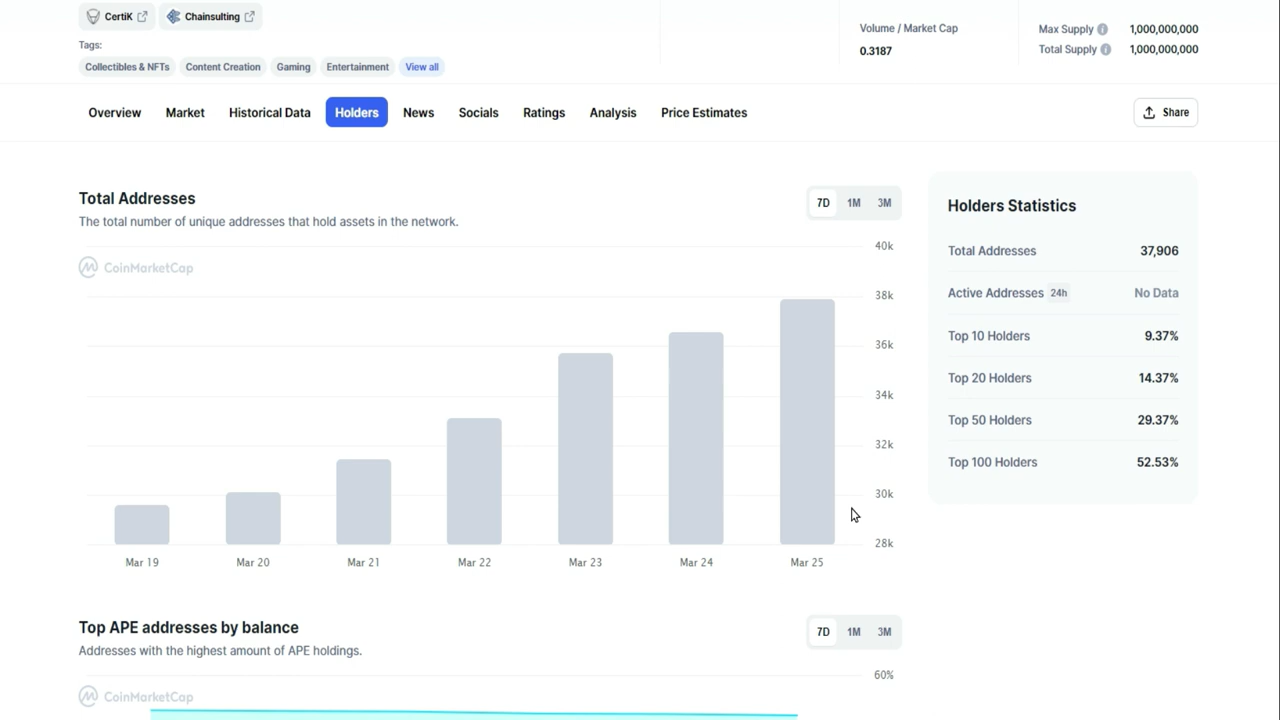 CertiK
Chainsulting
Tags:
Collectibles & NFTs
Content Creation
Gaming
Entertainment
View all
Volume / Market Cap
0.3187
Max Supply
1,000,000,000
Total Supply
1,000,000,000
Overview
Market
Historical Data
Holders
News
Socials
Ratings
Analysis
Price Estimates
Share
Total Addresses
The total number of unique addresses that hold assets in the network.
7D
1M
3M
CoinMarketCap
40k
38k
36k
34k
32k
30k
28k
Mar 19
Mar 20
Mar 21
Mar 22
Mar 23
Mar 24
Mar 25
Holders Statistics
Total Addresses
37,906
Active Addresses 24h
No Data
Top 10 Holders
9.37%
Top 20 Holders
14.37%
Top 50 Holders
29.37%
Top 100 Holders
52.53%
Top APE addresses by balance
Addresses with the highest amount of APE holdings.
7D
1M
3M
60%
CoinMarketCap